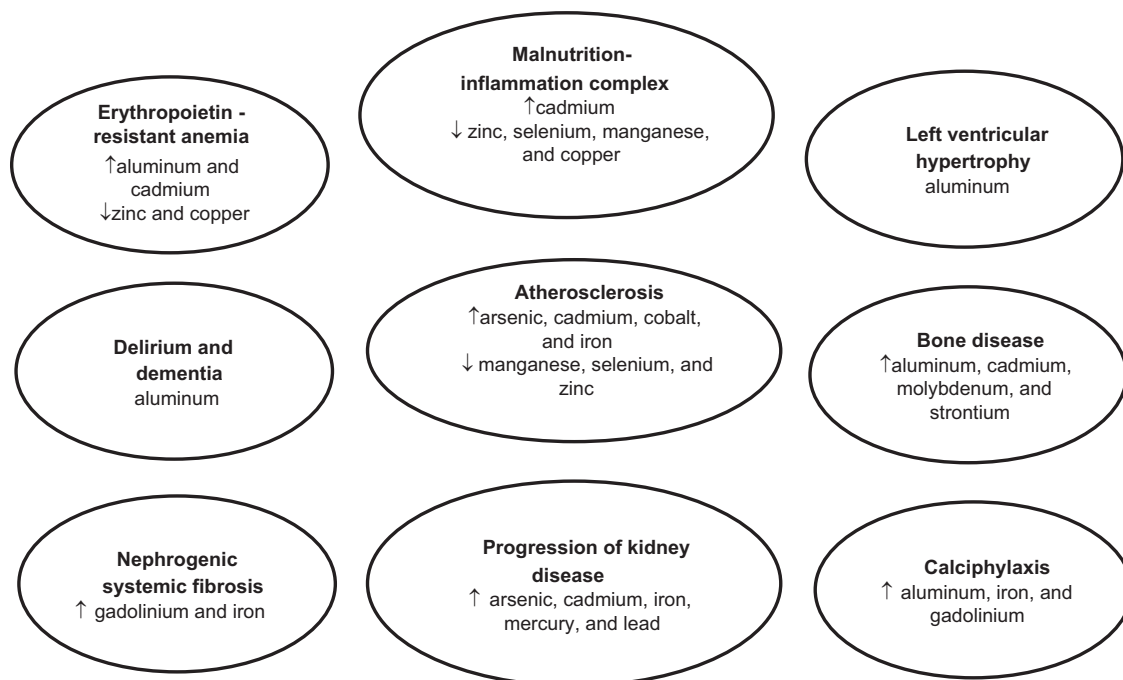 Malnutrition-
inflammation complex
↑cadmium
↓ zinc, selenium, manganese,
and copper
Erythropoietin -
resistant anemia
↑aluminum and
cadmium
↓zinc and copper
Left ventricular
hypertrophy
aluminum
Delirium and
dementia
aluminum
Atherosclerosis
↑arsenic, cadmium, cobalt,
and iron
↓ manganese, selenium, and
zinc
Bone disease
↑aluminum, cadmium,
molybdenum, and
strontium
Nephrogenic
systemic fibrosis
↑ gadolinium and iron
Progression of kidney
disease
↑ arsenic, cadmium, iron,
mercury, and lead
Calciphylaxis
↑ aluminum, iron, and
gadolinium